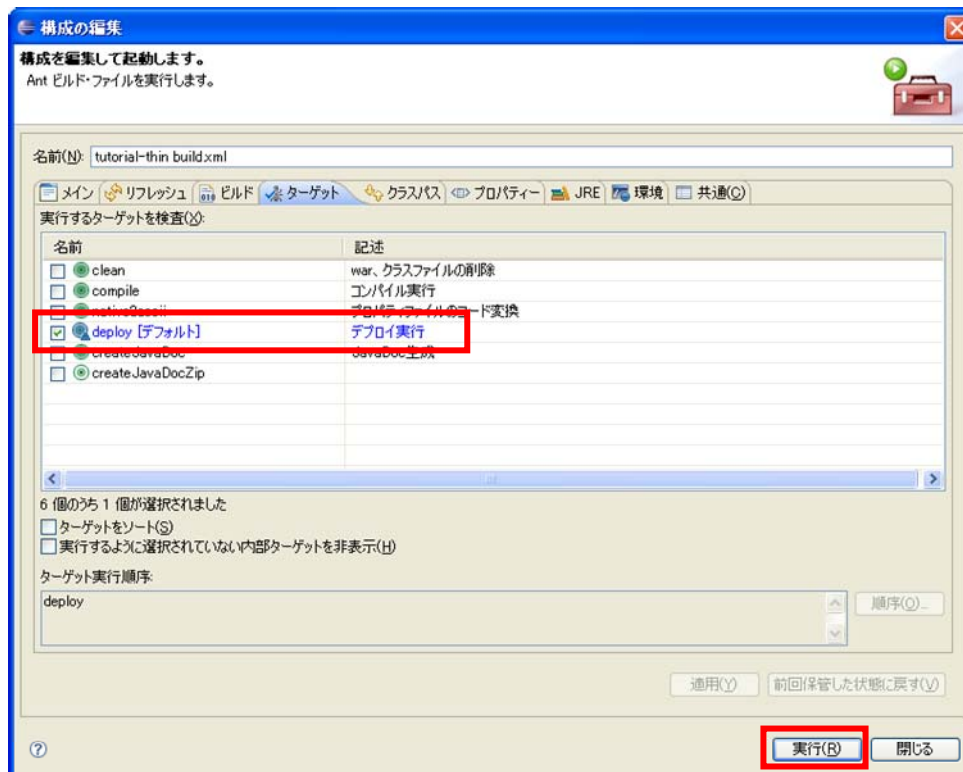 構成の編集
構成を編集して起動します。
Ant ビルド・ファイルを実行します。
名前(N): tutorial-thin build.xml
メイン リフレッシュ ビルド ターゲット クラスパス プロパティー JRE 環境 共通(C)
実行するターゲットを検査(X):
名前 記述
clean war、クラスファイルの削除
compile コンパイル実行
native2ascii プロパティファイルのコード変換
deploy [デフォルト] デプロイ実行
createJavaDoc JavaDoc生成
createJavaDocZip
6 個のうち 1 個が選択されました
ターゲットをソート(S)
実行するように選択されていない内部ターゲットを非表示(H)
ターゲット実行順序:
deploy
順序(O)...
適用(Y) 前回保管した状態に戻す(V)
実行(R) 閉じる